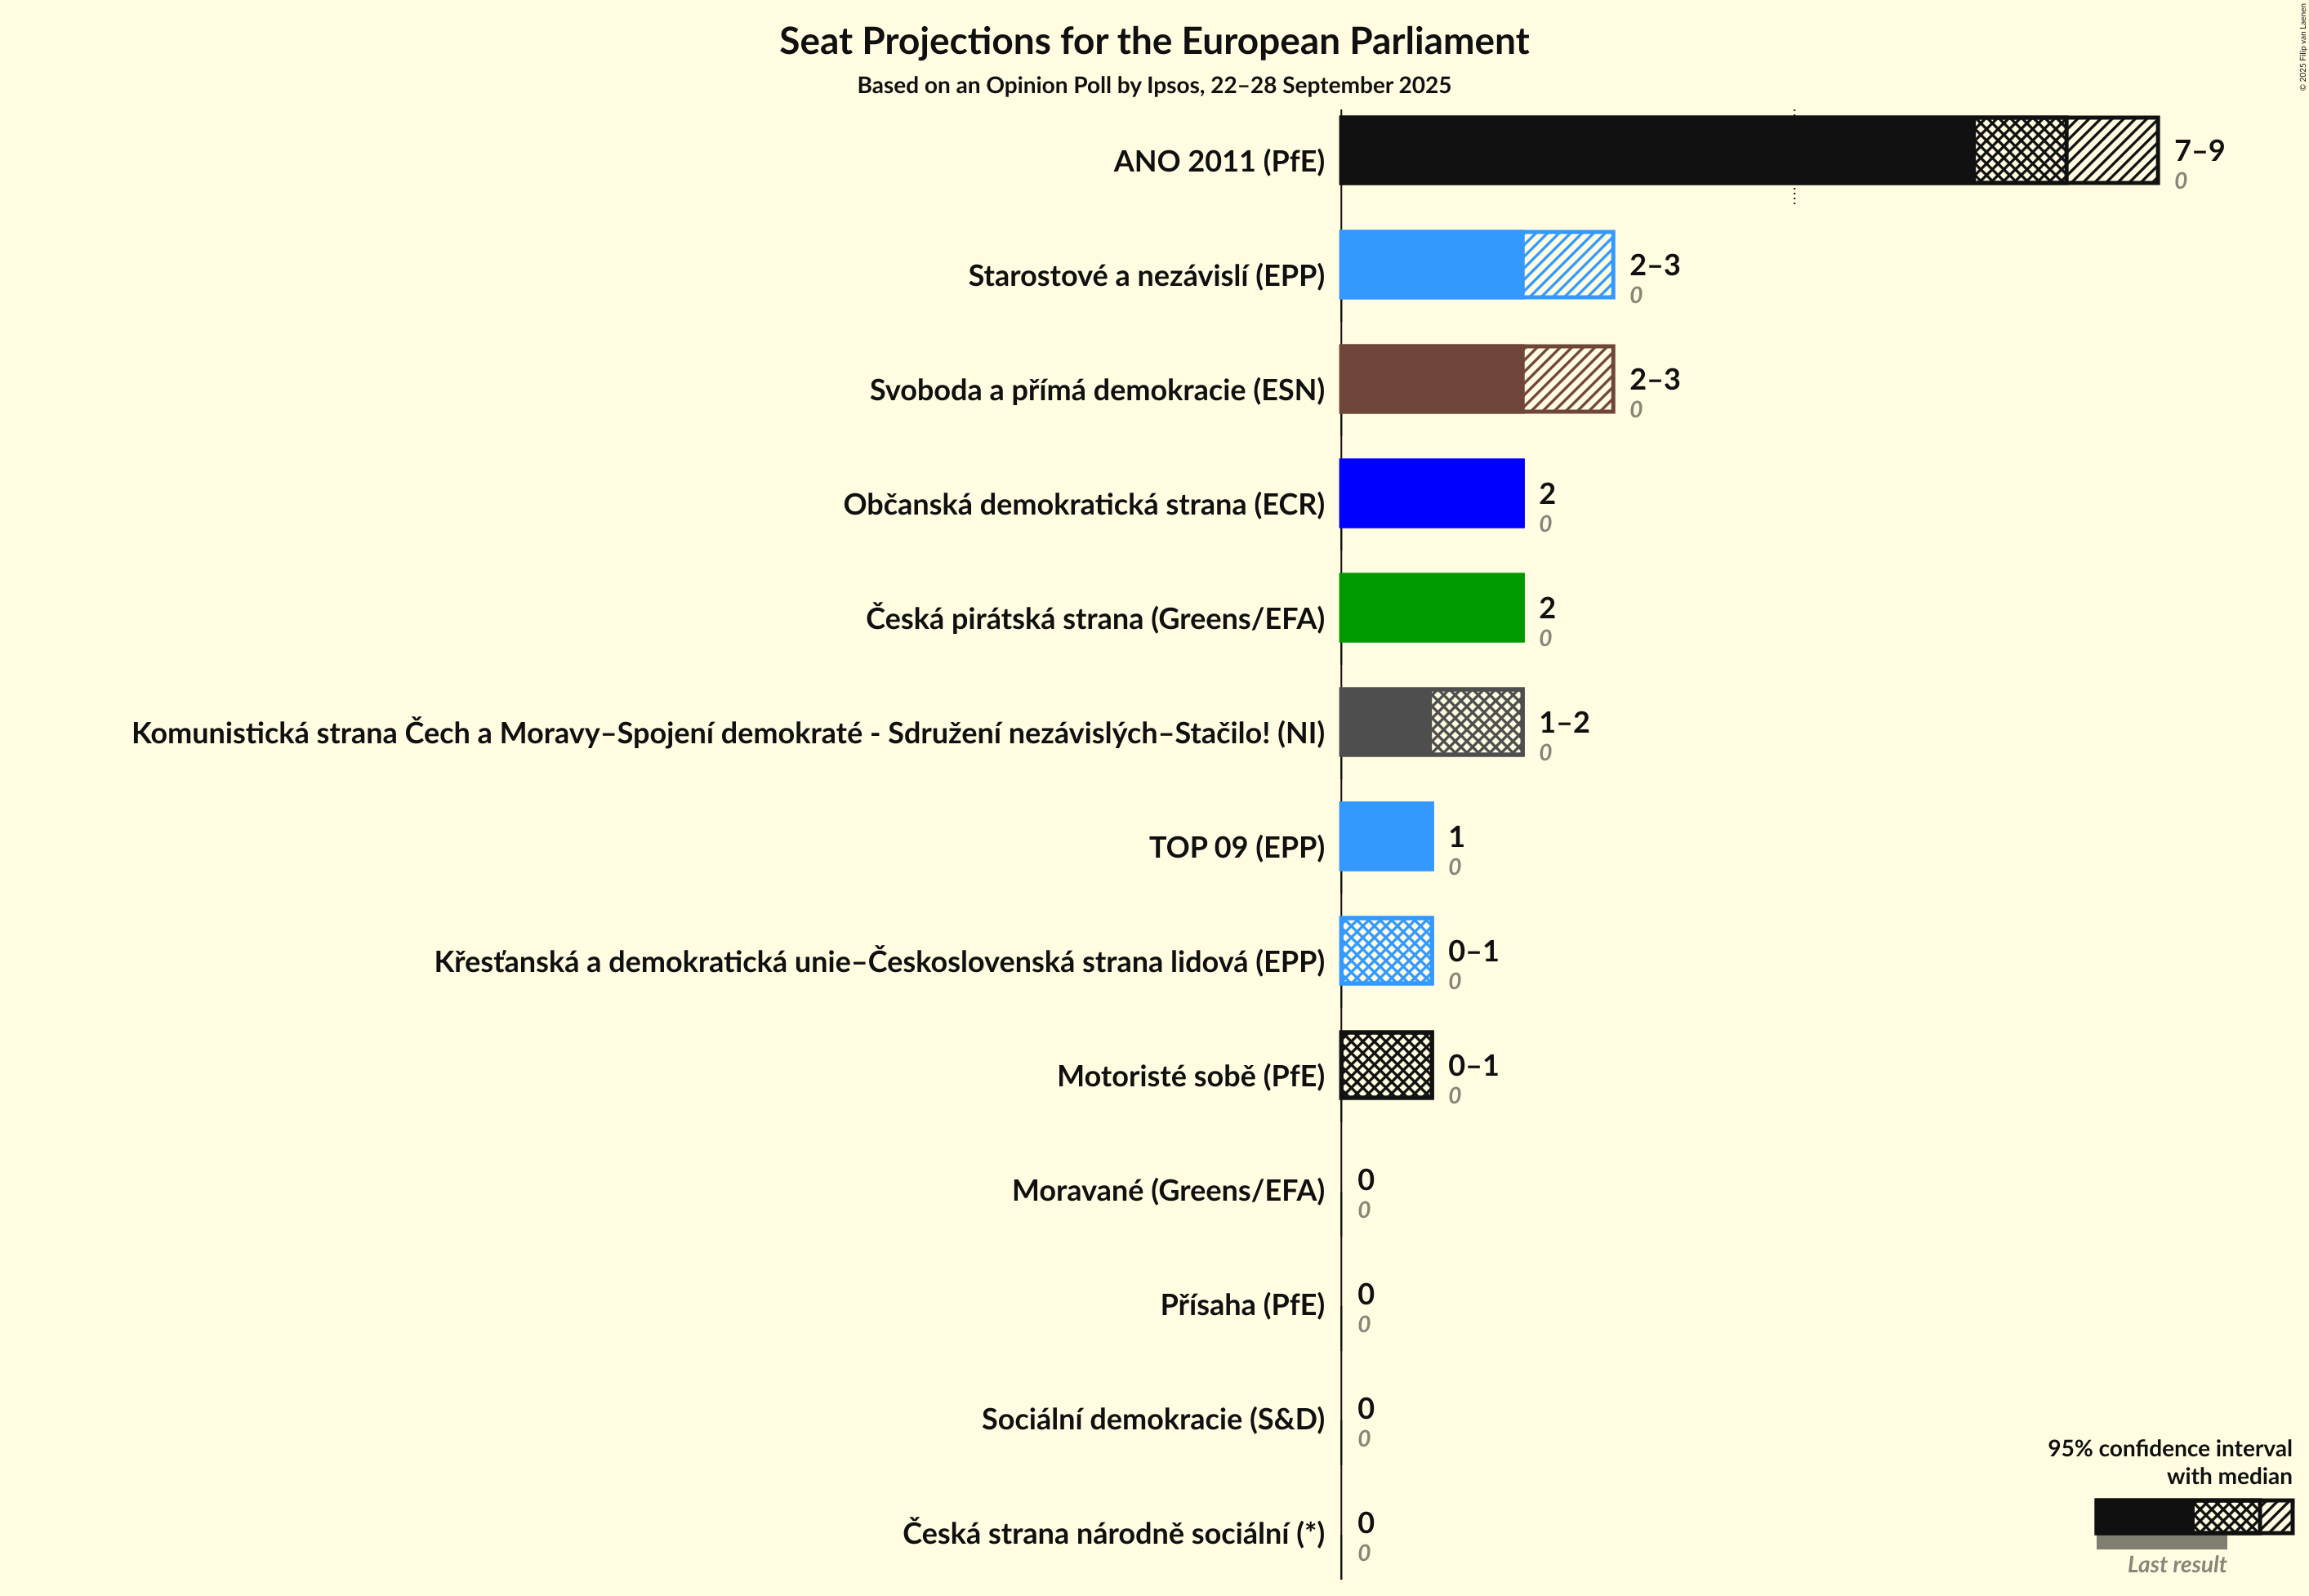 Seat Projections for the European Parliament
Based on an Opinion Poll by Ipsos, 22–28 September 2025
© 2025 Filip van Laenen
ANO 2011 (PfE)
7–9
0
Starostové a nezávislí (EPP)
2–3
0
Svoboda a přímá demokracie (ESN)
2–3
0
Občanská demokratická strana (ECR)
2
0
Česká pirátská strana (Greens/EFA)
2
0
Komunistická strana Čech a Moravy–Spojení demokraté - Sdružení nezávislých–Stačilo! (NI)
1–2
0
TOP 09 (EPP)
1
0
Křesťanská a demokratická unie–Československá strana lidová (EPP)
0–1
0
Motoristé sobě (PfE)
0–1
0
Moravané (Greens/EFA)
0
0
Přísaha (PfE)
0
0
Sociální demokracie (S&D)
0
0
Česká strana národně sociální (*)
0
0
95% confidence interval
with median
Last result